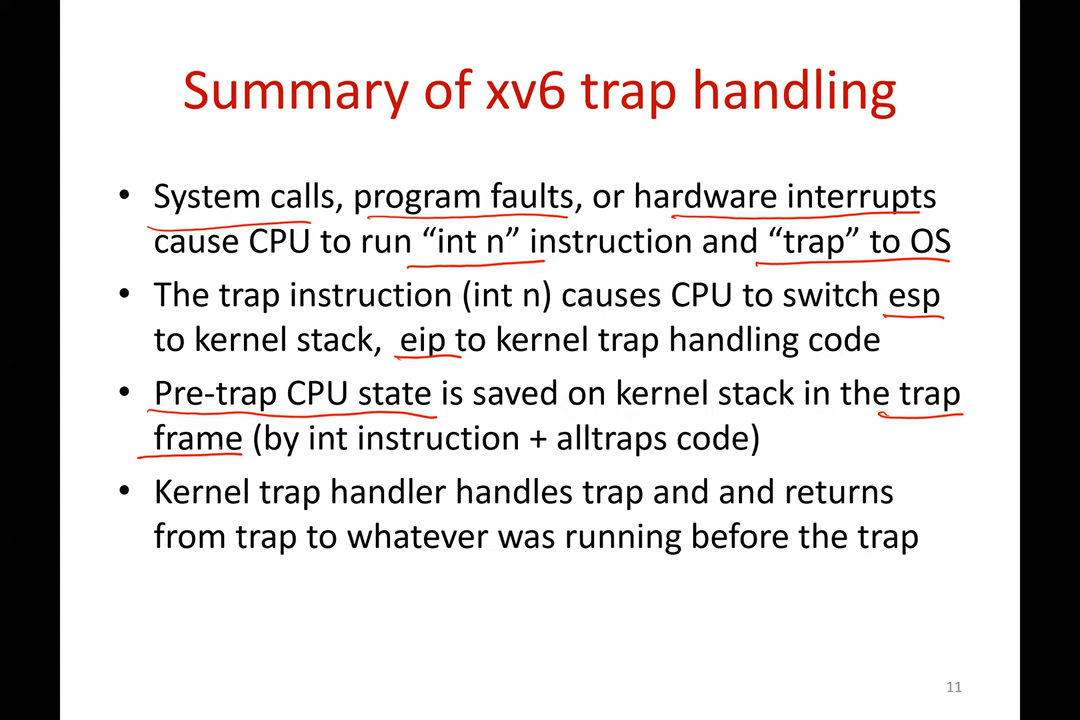 Summary of xv6 trap handling
• System calls, program faults, or hardware interrupts
cause CPU to run “int n” instruction and “trap” to OS
• The trap instruction (int n) causes CPU to switch esp
to kernel stack, eip to kernel trap handling code
• Pre-trap CPU state is saved on kernel stack in the trap
frame (by int instruction + alltraps code)
• Kernel trap handler handles trap and and returns
from trap to whatever was running before the trap
11